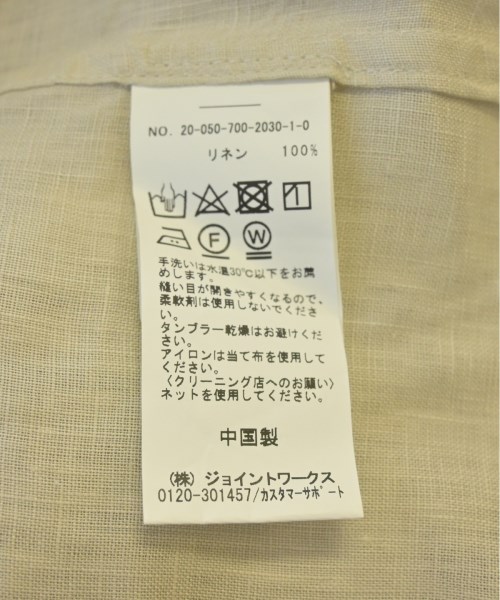 NO. 20-050-700-2030-1-0
リネン 100%
F W
手洗いは水温30℃以下をお薦
めします。
縫い目が開きやすくなるので、
柔軟剤は使用しないでくださ
い。
タンブラー乾燥はお避けくだ
さい。
アイロンは当て布を使用して
ください。
〈クリーニング店へのお願い〉
ネットを使用してください。
中国製
(株) ジョイントワークス
0120-301457/カスタマーサポート